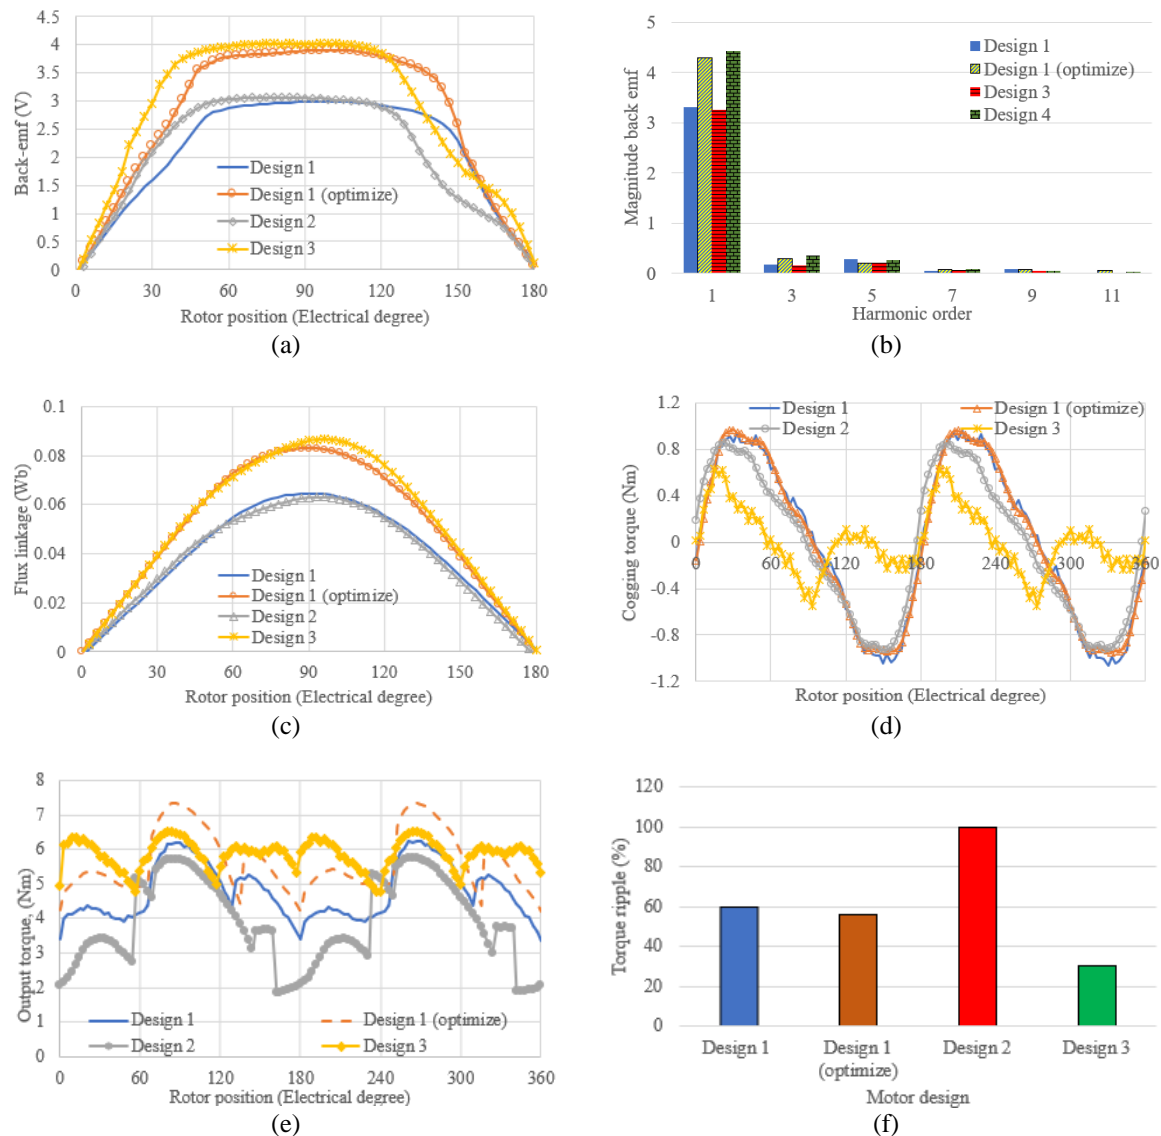 4.5
4
3.5
3
2.5
2
1.5
1
0.5
0
Back-emf (V)
Design 1
Design 1 (optimize)
Design 2
Design 3
0 30 60 90 120 150 180
Rotor position (Electrical degree)
(a)
5
4
3
2
1
0
Magnitude back emf
Design 1
Design 1 (optimize)
Design 3
Design 4
1 3 5 7 9 11
Harmonic order
(b)
0.1
0.08
0.06
0.04
0.02
0
Flux linkage (Wb)
Design 1
Design 1 (optimize)
Design 2
Design 3
0 30 60 90 120 150 180
Rotor position (Electrical degree)
(c)
1.2
0.8
0.4
0
-0.4
-0.8
-1.2
Cogging torque (Nm)
Design 1 Design 1 (optimize)
Design 2 Design 3
0 60 120 180 240 300 360
Rotor position (Electrical degree)
(d)
8
7
6
5
4
3
2
1
0
Output torque, (Nm)
Design 1 Design 1 (optimize)
Design 2 Design 3
0 60 120 180 240 300 360
Rotor position (Electrical degree)
(e)
120
100
80
60
40
20
0
Torque ripple (%)
Design 1 Design 1 Design 2 Design 3
(optimize)
Motor design
(f)